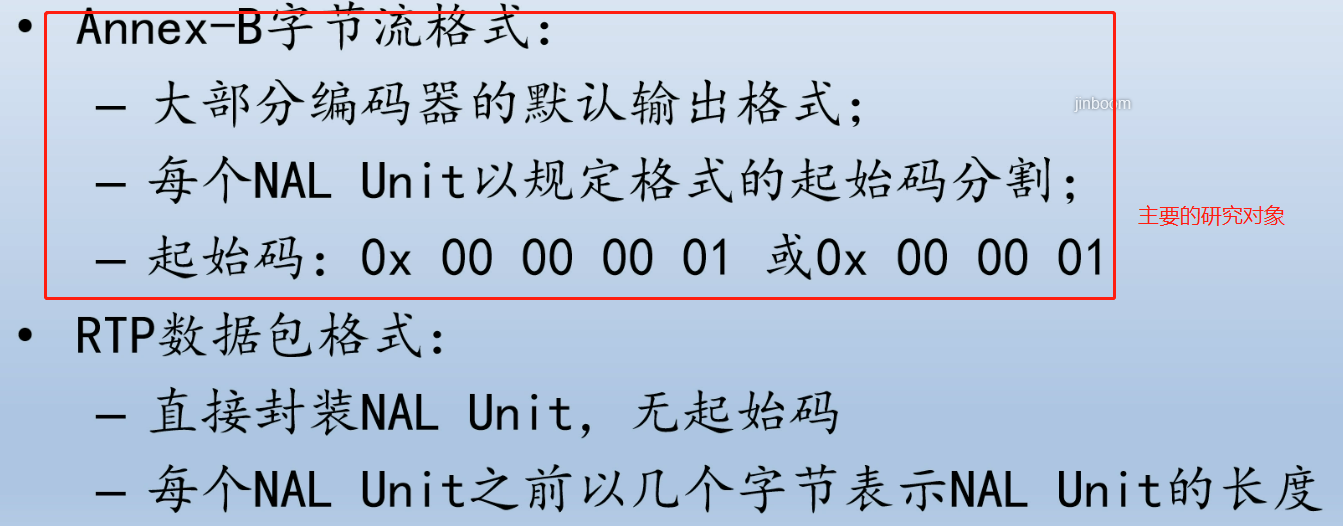 • Annex-B字节流格式：
– 大部分编码器的默认输出格式；
jinboom
– 每个NAL Unit以规定格式的起始码分割；
主要的研究对象
– 起始码：0x 00 00 00 01 或0x 00 00 01
• RTP数据包格式：
– 直接封装NAL Unit，无起始码
– 每个NAL Unit之前以几个字节表示NAL Unit的长度